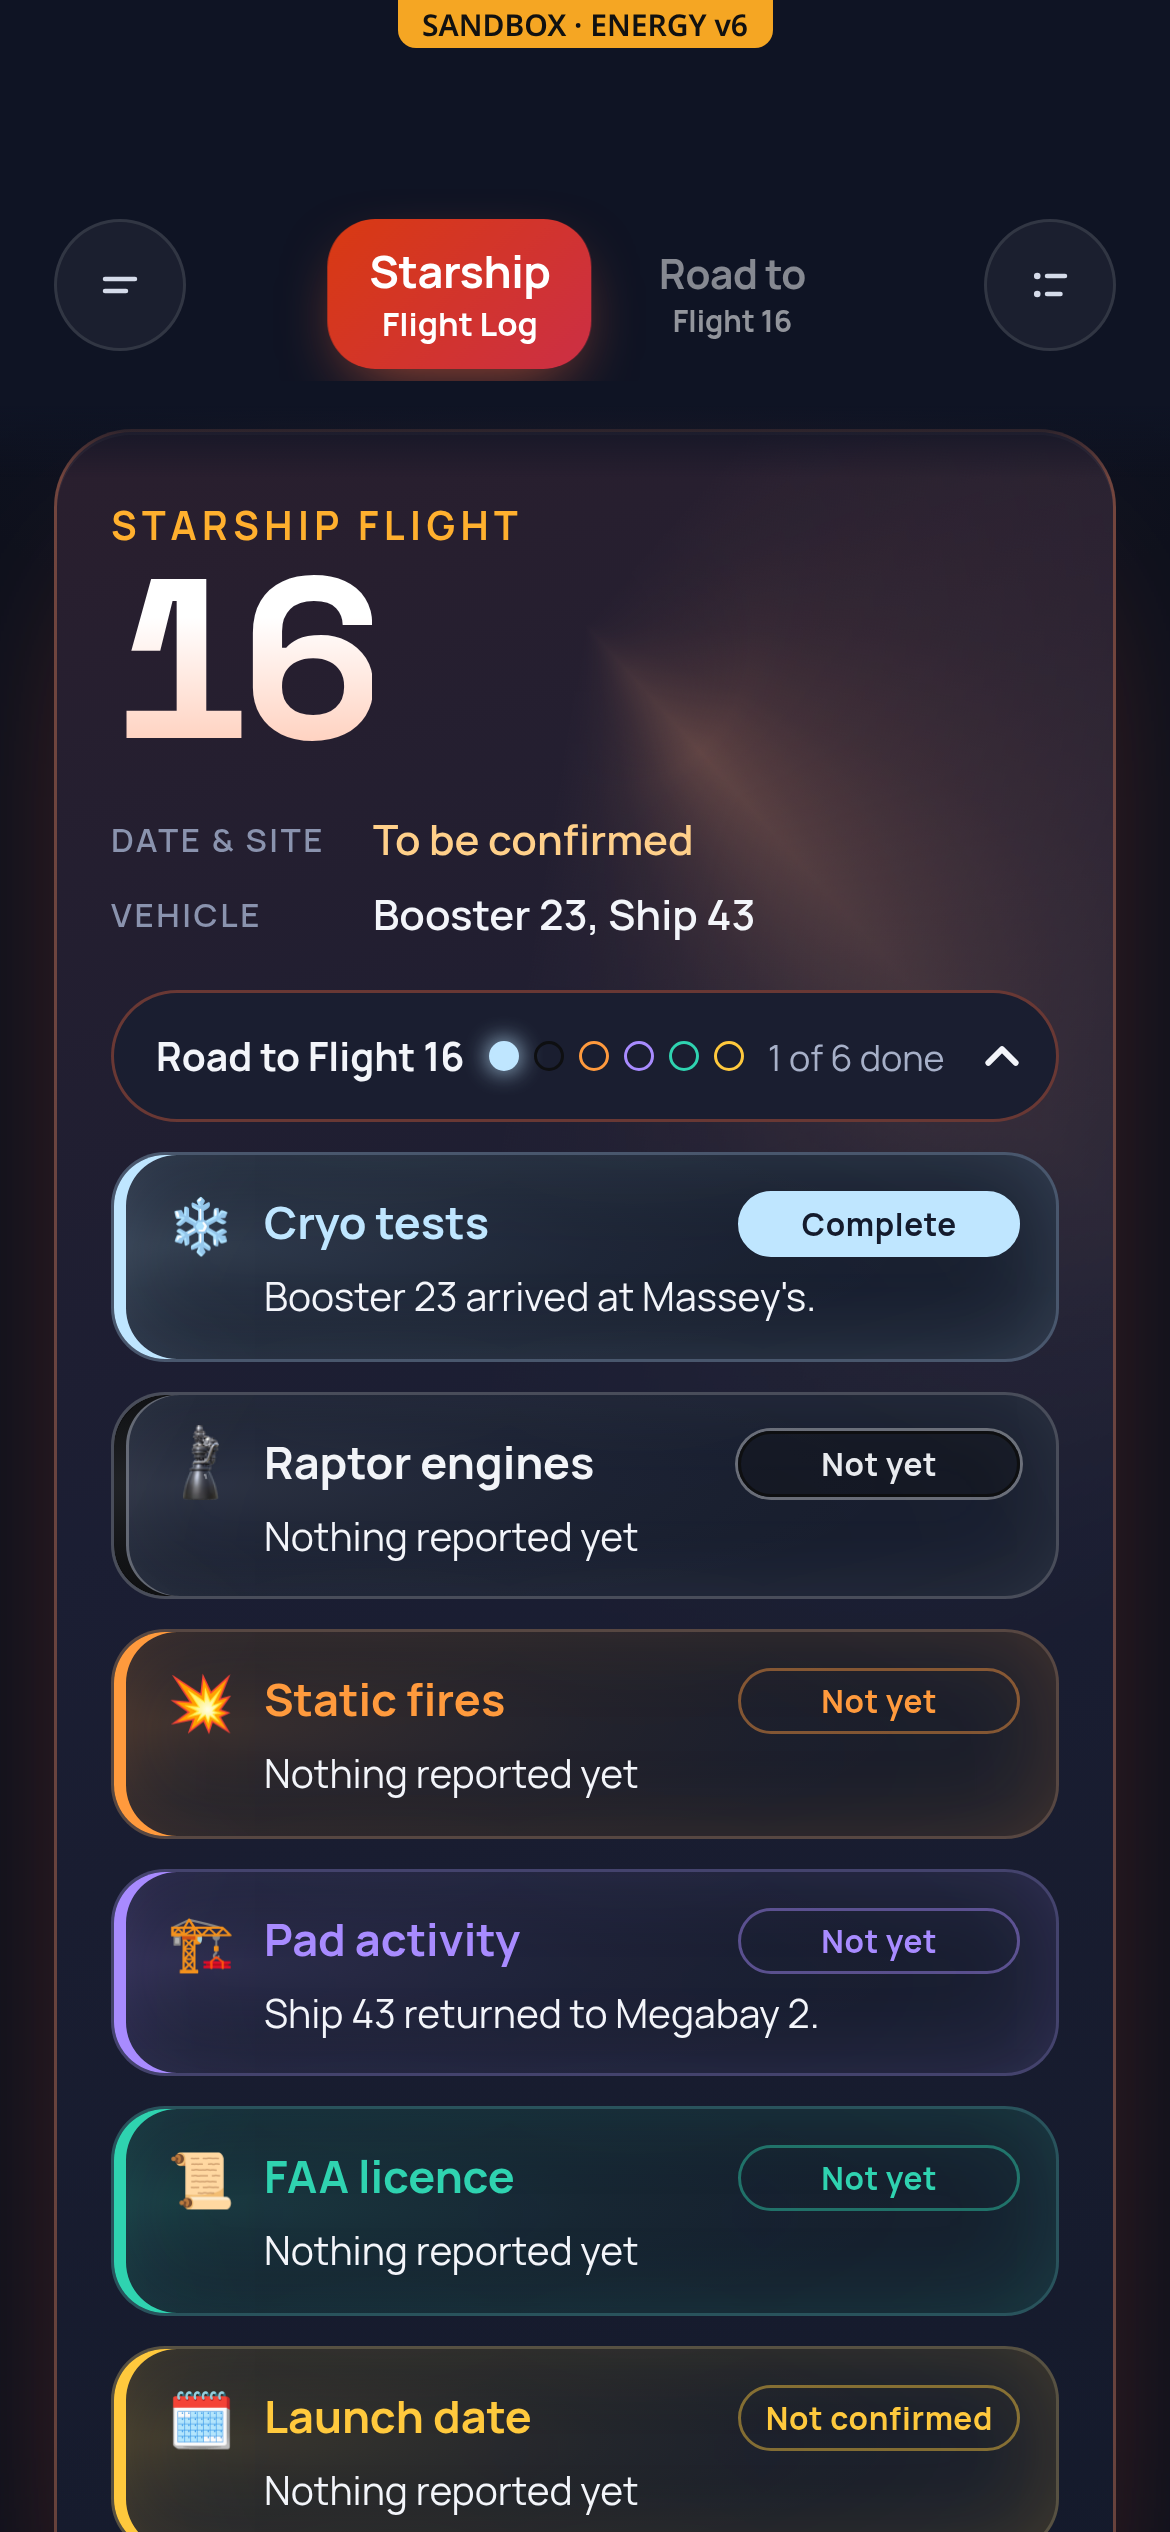 SANDBOX · ENERGY v6
Starship
Flight Log
Road to
Flight 16
STARSHIP FLIGHT
16
DATE & SITE To be confirmed
VEHICLE Booster 23, Ship 43
Road to Flight 16 1 of 6 done
Cryo tests Complete
Booster 23 arrived at Massey's.
Raptor engines Not yet
Nothing reported yet
Static fires Not yet
Nothing reported yet
Pad activity Not yet
Ship 43 returned to Megabay 2.
FAA licence Not yet
Nothing reported yet
Launch date Not confirmed
Nothing reported yet